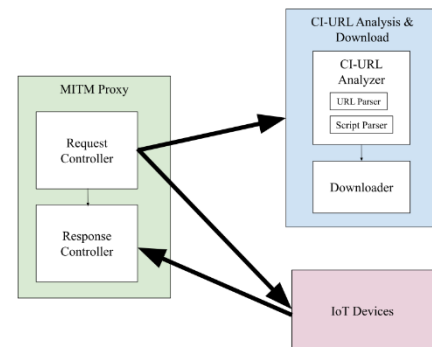 MITM Proxy
Request
Controller
Response
Controller
CI-URL Analysis &
Download
CI-URL
Analyzer
URL Parser
Script Parser
Downloader
IoT Devices